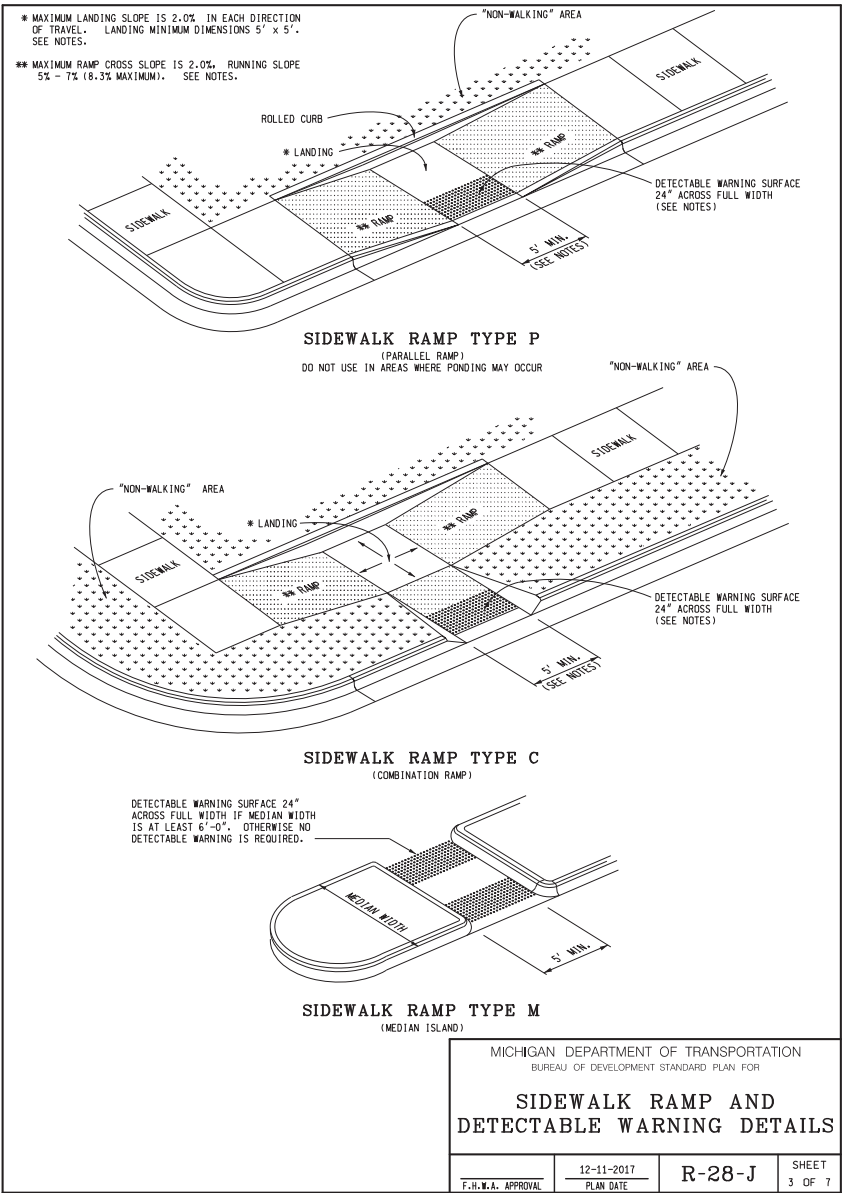 * MAXIMUM LANDING SLOPE IS 2.0% IN EACH DIRECTION
OF TRAVEL. LANDING MINIMUM DIMENSIONS 5' x 5'.
SEE NOTES.
** MAXIMUM RAMP CROSS SLOPE IS 2.0%, RUNNING SLOPE
5% - 7% (8.3% MAXIMUM). SEE NOTES.
"NON-WALKING" AREA
SIDEWALK
ROLLED CURB
* LANDING
** RAMP
DETECTABLE WARNING SURFACE
24" ACROSS FULL WIDTH
(SEE NOTES)
SIDEWALK
** RAMP
5' MIN.
(SEE NOTES)
SIDEWALK RAMP TYPE P
(PARALLEL RAMP)
DO NOT USE IN AREAS WHERE PONDING MAY OCCUR
"NON-WALKING" AREA
SIDEWALK
"NON-WALKING" AREA
* LANDING
** RAMP
SIDEWALK
** RAMP
DETECTABLE WARNING SURFACE
24" ACROSS FULL WIDTH
(SEE NOTES)
5' MIN.
(SEE NOTES)
SIDEWALK RAMP TYPE C
(COMBINATION RAMP)
DETECTABLE WARNING SURFACE 24"
ACROSS FULL WIDTH IF MEDIAN WIDTH
IS AT LEAST 6'-0". OTHERWISE NO
DETECTABLE WARNING IS REQUIRED.
MEDIAN WIDTH
5' MIN.
SIDEWALK RAMP TYPE M
(MEDIAN ISLAND)
MICHIGAN DEPARTMENT OF TRANSPORTATION
BUREAU OF DEVELOPMENT STANDARD PLAN FOR
SIDEWALK RAMP AND
DETECTABLE WARNING DETAILS
F.H.W.A. APPROVAL
12-11-2017
PLAN DATE
R-28-J
SHEET
3 OF 7